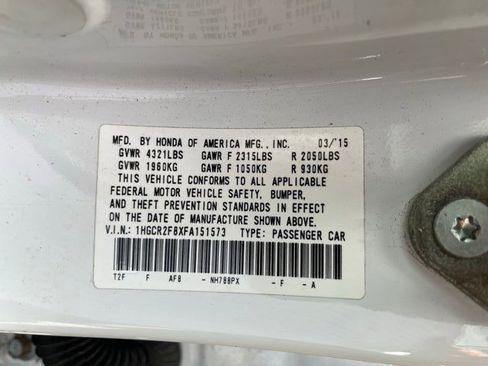 MFD. BY HONDA OF AMERICA MFG., INC. 03/'15
GVWR 4321LBS GAWR F 2315LBS R 2050LBS
GVWR 1960KG GAWR F 1050KG R 930KG
THIS VEHICLE CONFORMS TO ALL APPLICABLE
FEDERAL MOTOR VEHICLE SAFETY, BUMPER,
AND THEFT PREVENTION STANDARDS IN EFFECT
ON THE DATE OF MANUFACTURE SHOWN ABOVE.
V.I.N.: 1HGCR2F8XFA151573 TYPE: PASSENGER CAR
T2F F AF8 - NH788PX - F - A